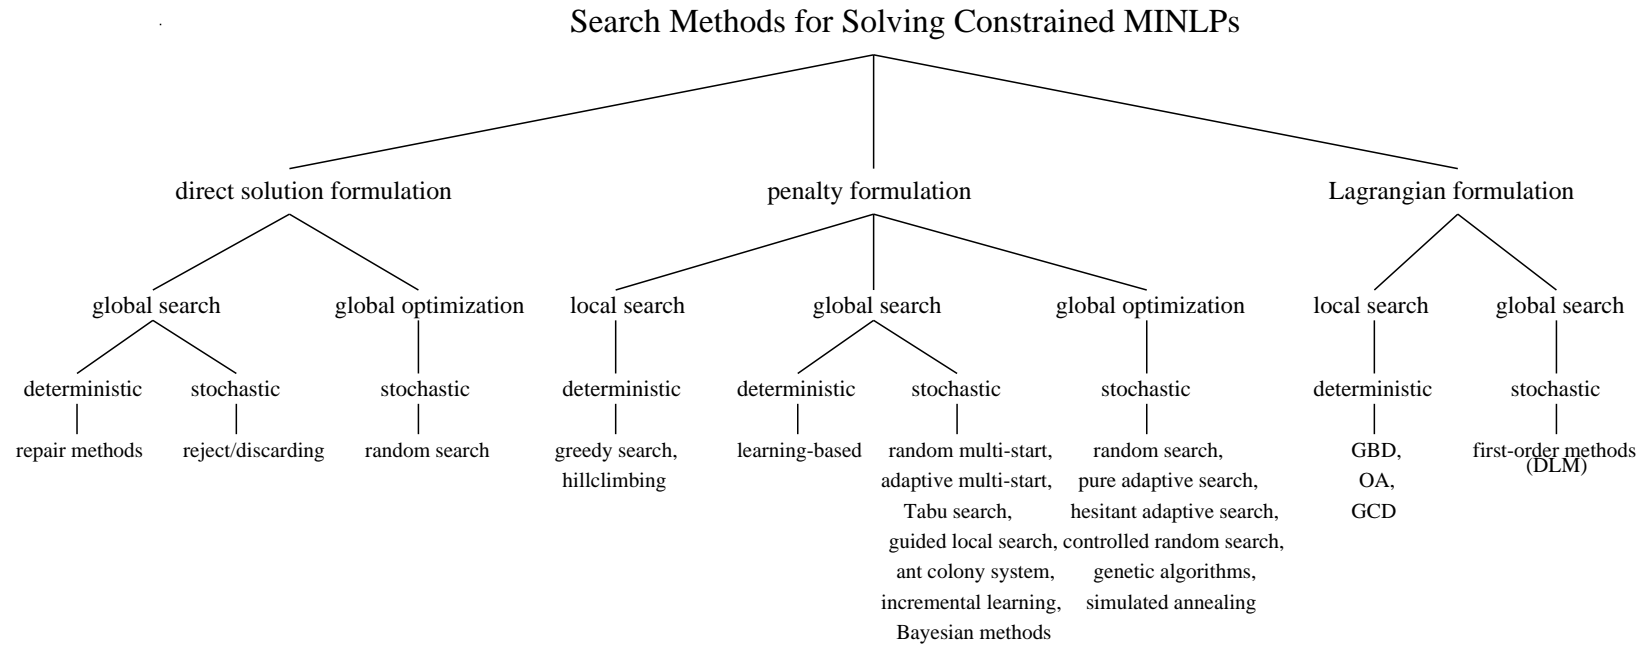 Search Methods for Solving Constrained MINLPs
direct solution formulation
penalty formulation
Lagrangian formulation
global search
global optimization
local search
global search
global optimization
local search
global search
deterministic
stochastic
stochastic
deterministic
deterministic
stochastic
stochastic
deterministic
stochastic
repair methods
reject/discarding
random search
greedy search,
hillclimbing
learning-based
random multi-start,
adaptive multi-start,
Tabu search,
guided local search,
ant colony system,
incremental learning,
Bayesian methods
random search,
pure adaptive search,
hesitant adaptive search,
controlled random search,
genetic algorithms,
simulated annealing
GBD,
OA,
GCD
first-order methods
(DLM)